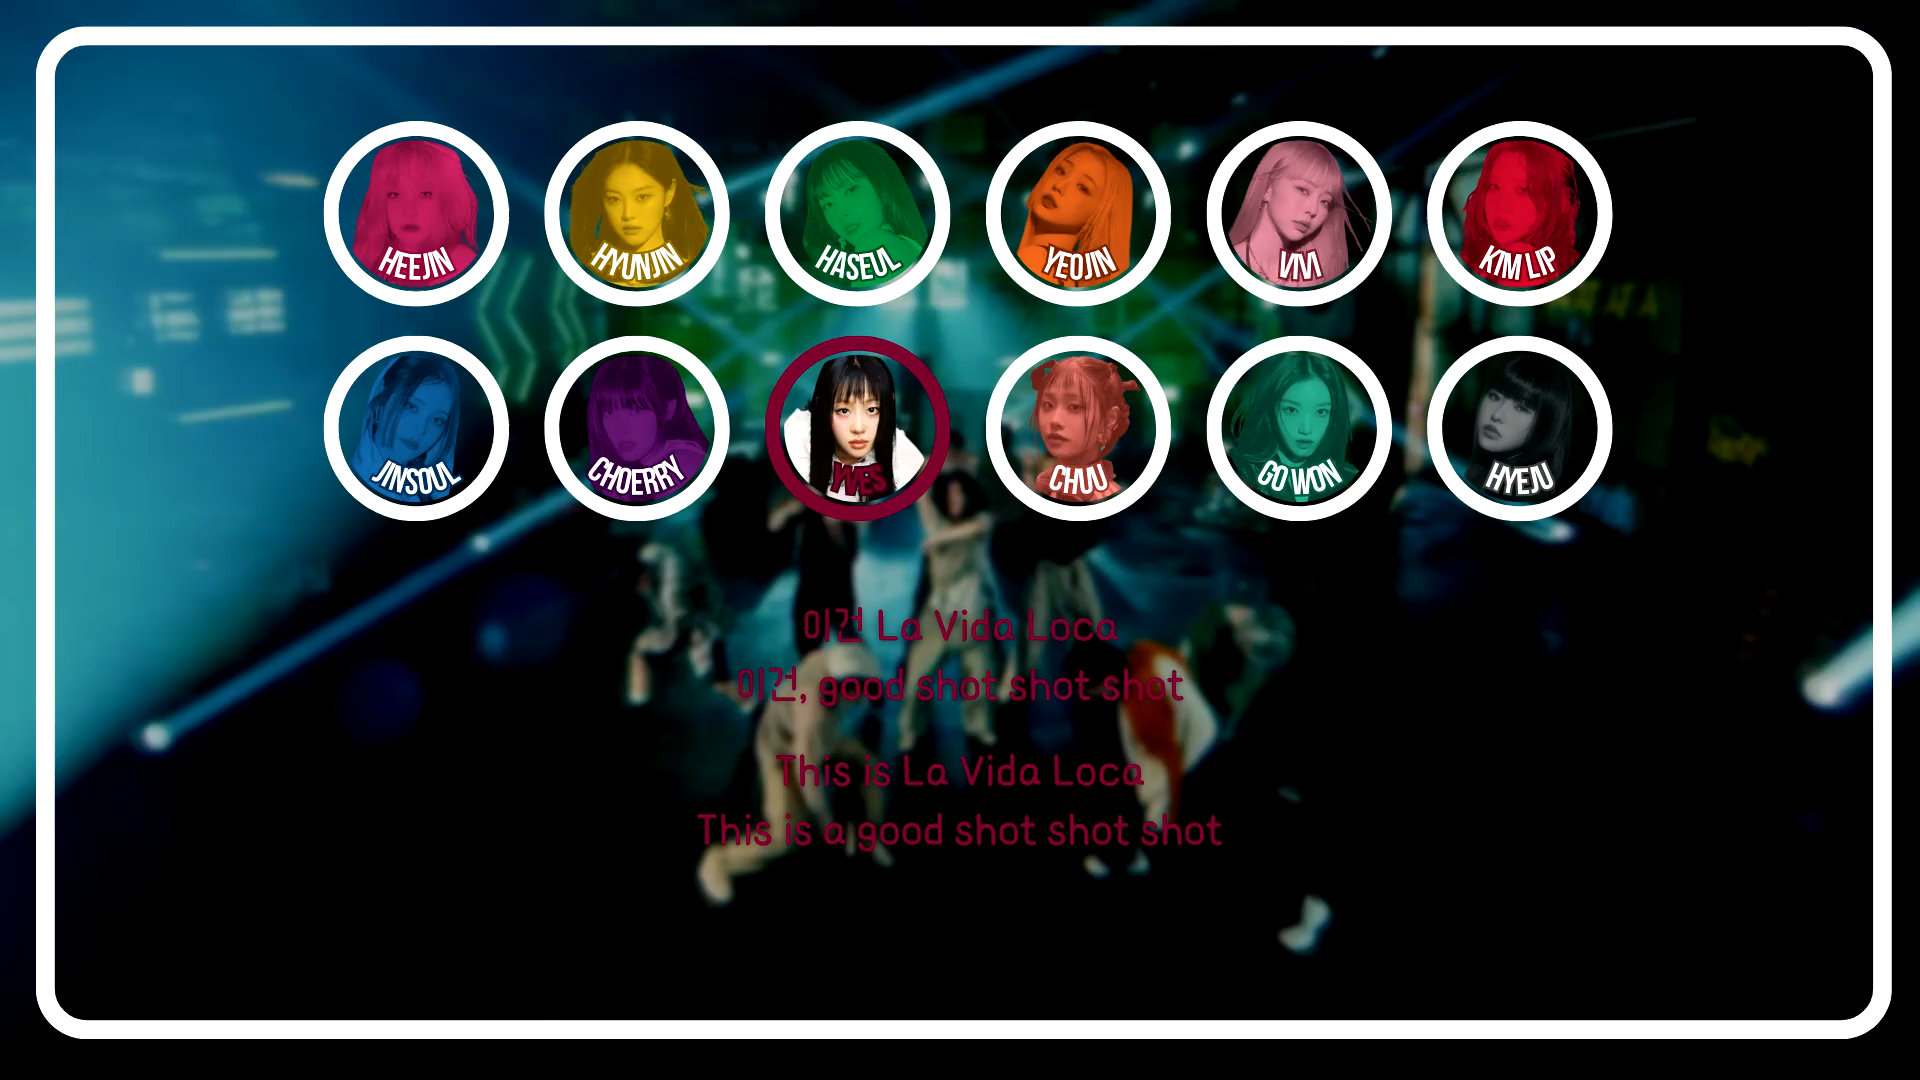 HEEJIN
HYUNJIN
HASEUL
YEOJIN
VIVI
KIM LIP
JINSOUL
CHOERRY
YVES
CHUU
GO WON
HYEJU
이건 La Vida Loca
이건, good shot shot shot
This is La Vida Loca
This is a good shot shot shot